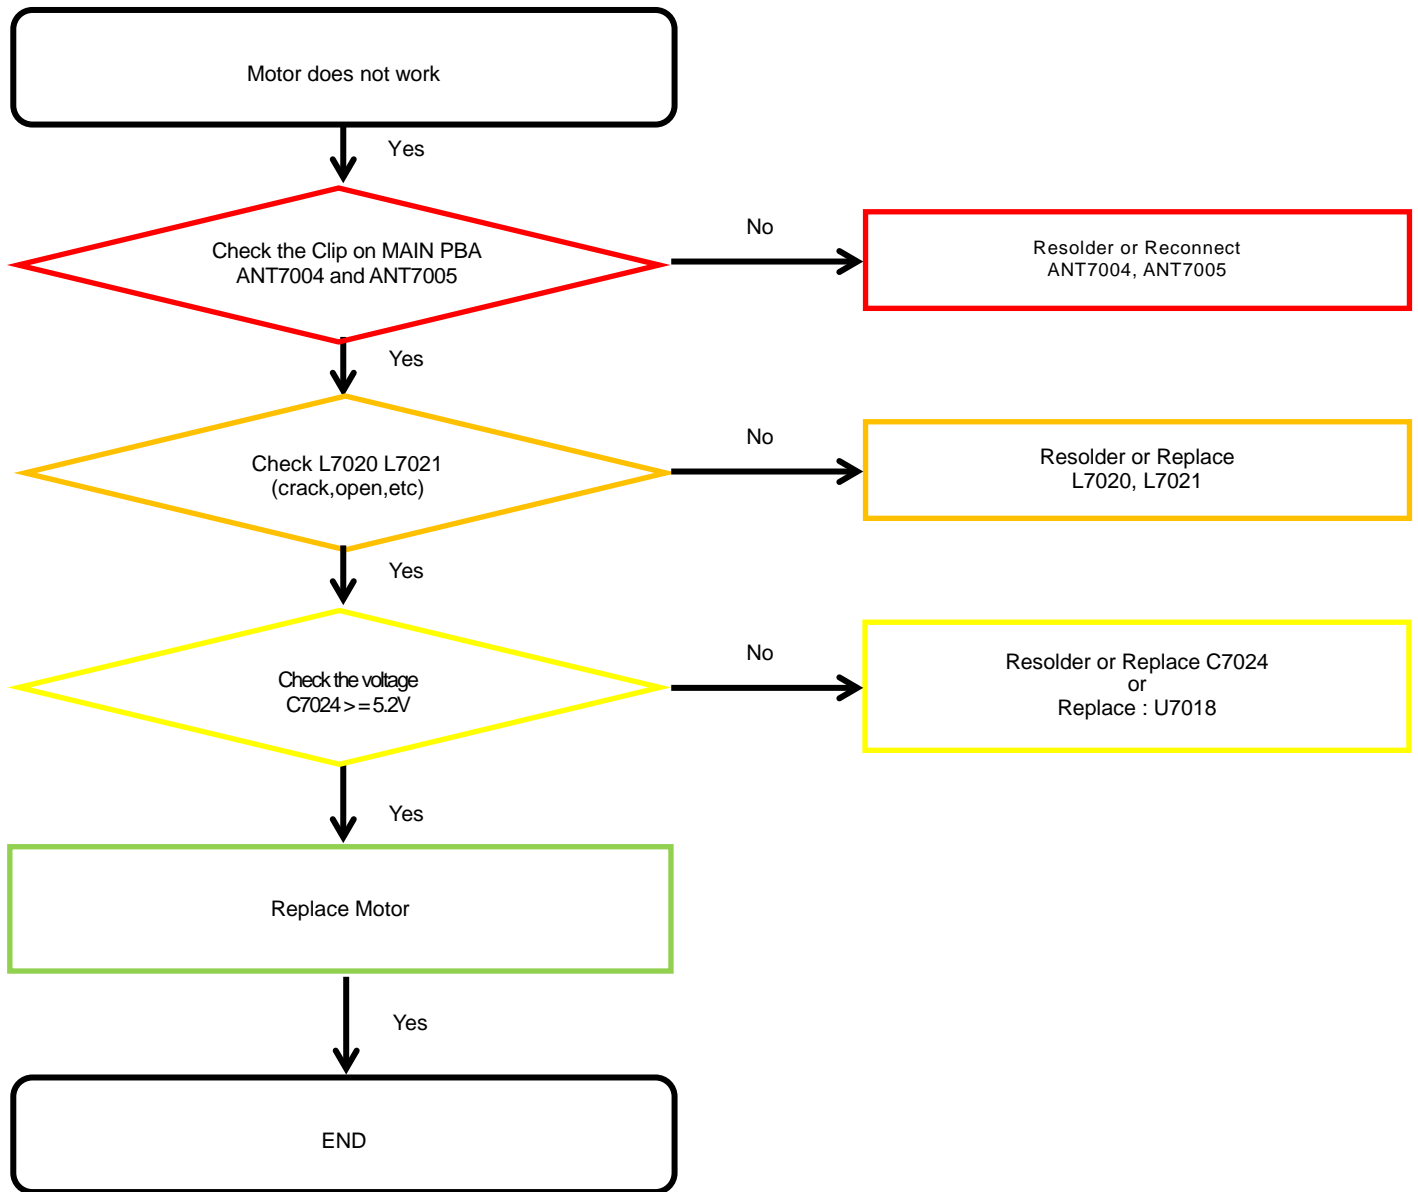 Motor does not work
Yes
Check the Clip on MAIN PBA
ANT7004 and ANT7005
No
Resolder or Reconnect
ANT7004, ANT7005
Yes
Check L7020 L7021
(crack,open,etc)
No
Resolder or Replace
L7020, L7021
Yes
Check the voltage
C7024 > = 5.2V
No
Resolder or Replace C7024
or
Replace : U7018
Yes
Replace Motor
Yes
END